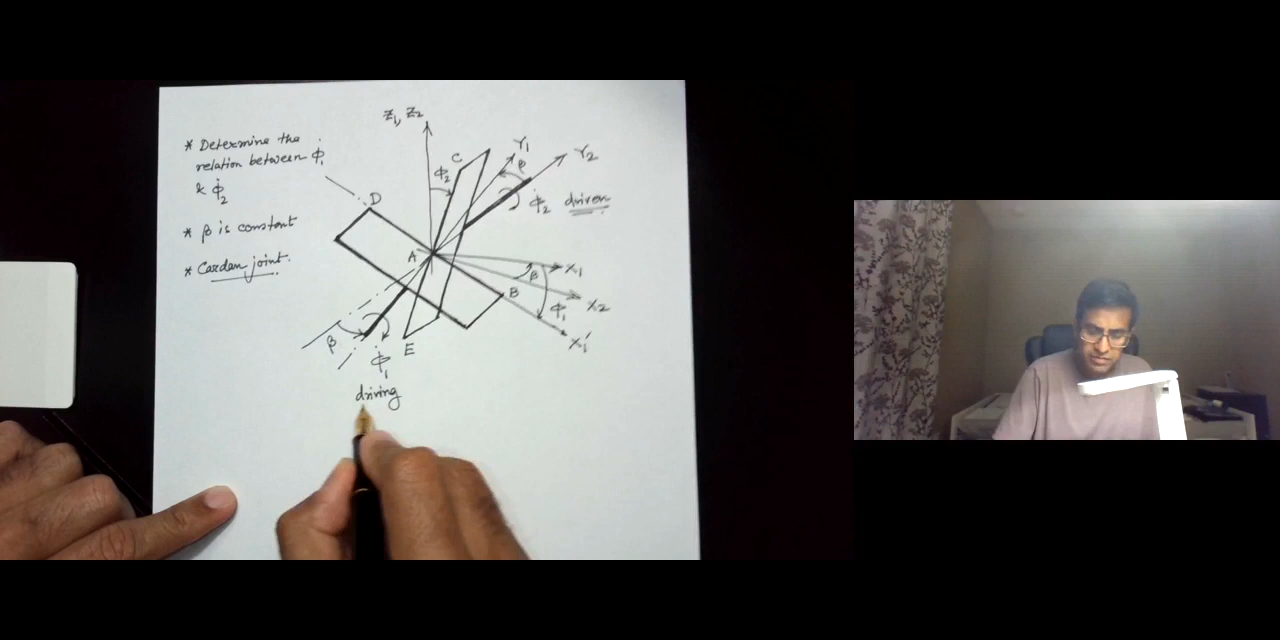 * Determine the
relation between φ̇₁
& φ̇₂
* β is constant
* Cardan joint.
Z₁, Z₂
C
φ₂
Y₁
β
Y₂
φ̇₂ driven
D
A
X₁
β
B
X₂
φ₁
X₁'
β
φ̇₁
E
driving